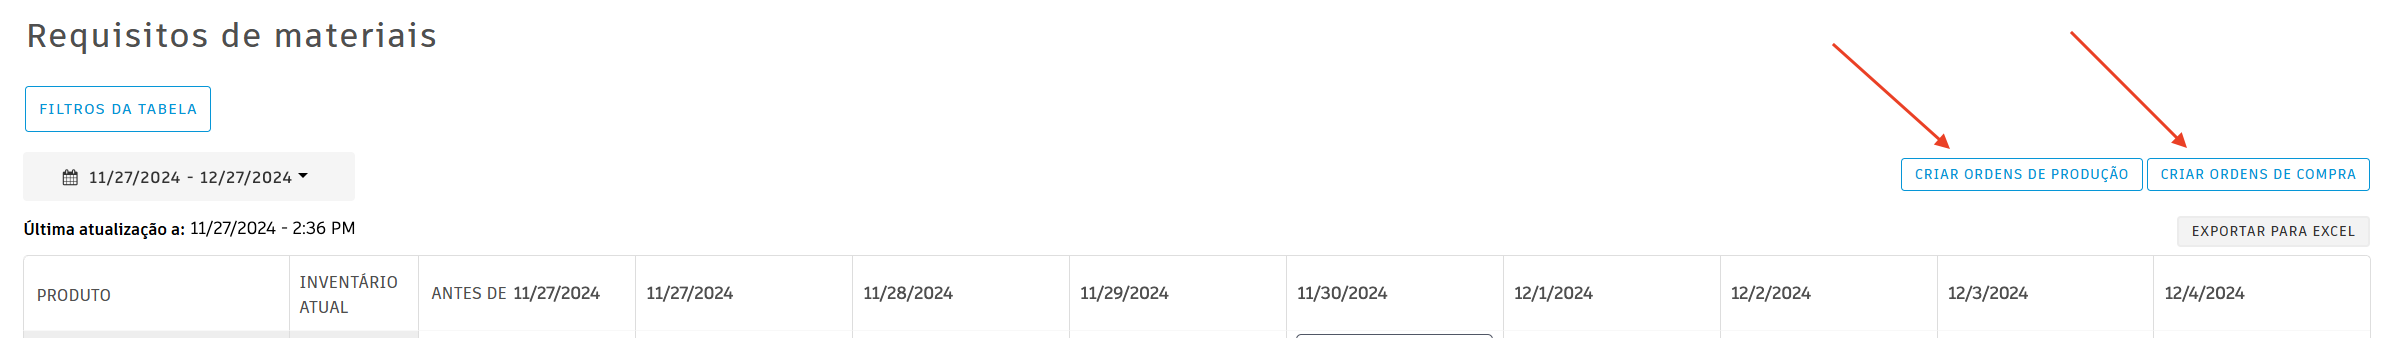 Requisitos de materiais
FILTROS DA TABELA
11/27/2024 - 12/27/2024
CRIAR ORDENS DE PRODUÇÃO
CRIAR ORDENS DE COMPRA
Última atualização a: 11/27/2024 - 2:36 PM
EXPORTAR PARA EXCEL
PRODUTO
INVENTÁRIO
ATUAL
ANTES DE 11/27/2024
11/27/2024
11/28/2024
11/29/2024
11/30/2024
12/1/2024
12/2/2024
12/3/2024
12/4/2024